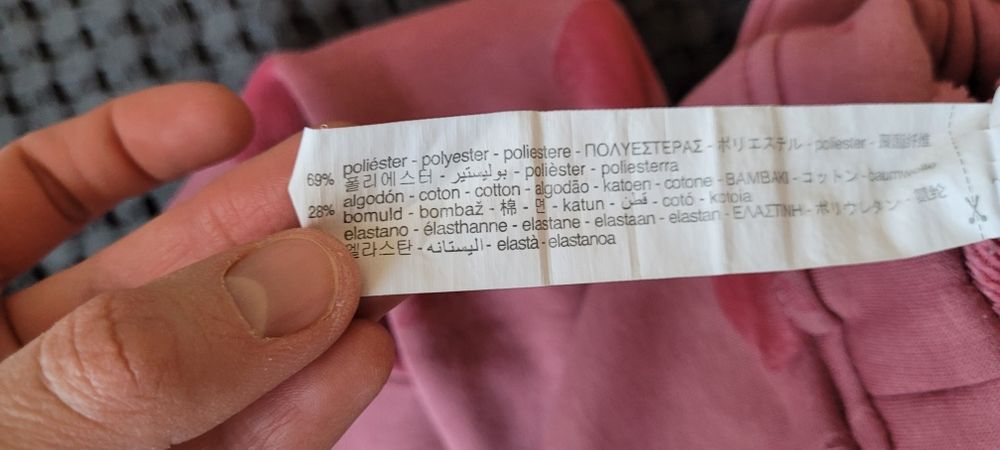 69% poliéster - polyester - poliestere - ΠΟΛΥΕΣΤΕΡΑΣ - ポリエステル - poliester -
폴리에스터 - بوليستير - polièster - poliesterra
28% algodón - coton - cotton - algodão - katoen - cotone - BAMBAKI - コットン - baumwolle
bomuld - bombaž - 棉 - 면 - katun - قطن - cotó - kotoia
elastano - élasthanne - elastane - elastaan - elastan - ΕΛΑΣΤΙΝΗ - ポリウレタン -
엘라스탄 - اليستانه - elastà - elastanoa